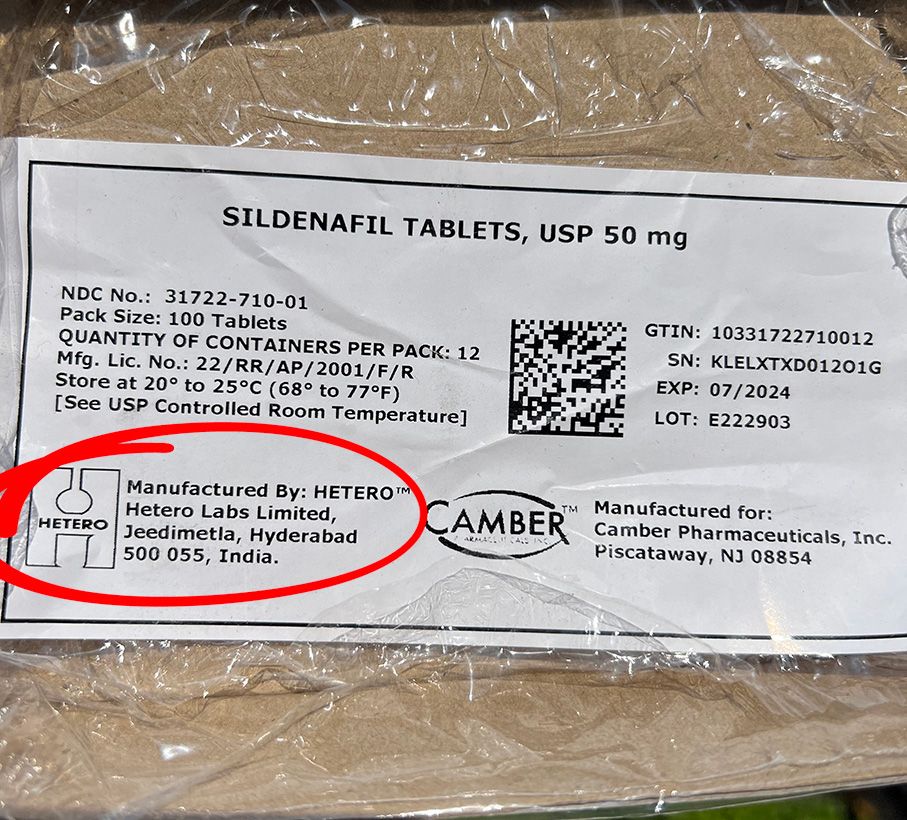 SILDENAFIL TABLETS, USP 50 mg
NDC No.: 31722-710-01
Pack Size: 100 Tablets
QUANTITY OF CONTAINERS PER PACK: 12
Mfg. Lic. No.: 22/RR/AP/2001/F/R
Store at 20° to 25°C (68° to 77°F)
[See USP Controlled Room Temperature]
GTIN: 10331722710012
SN: KLELXTXD012O1G
EXP: 07/2024
LOT: E222903
HETERO
Manufactured By: HETERO™
Hetero Labs Limited,
Jeedimetla, Hyderabad
500 055, India.
CAMBER™
PHARMACEUTICALS, INC.
Manufactured for:
Camber Pharmaceuticals, Inc.
Piscataway, NJ 08854